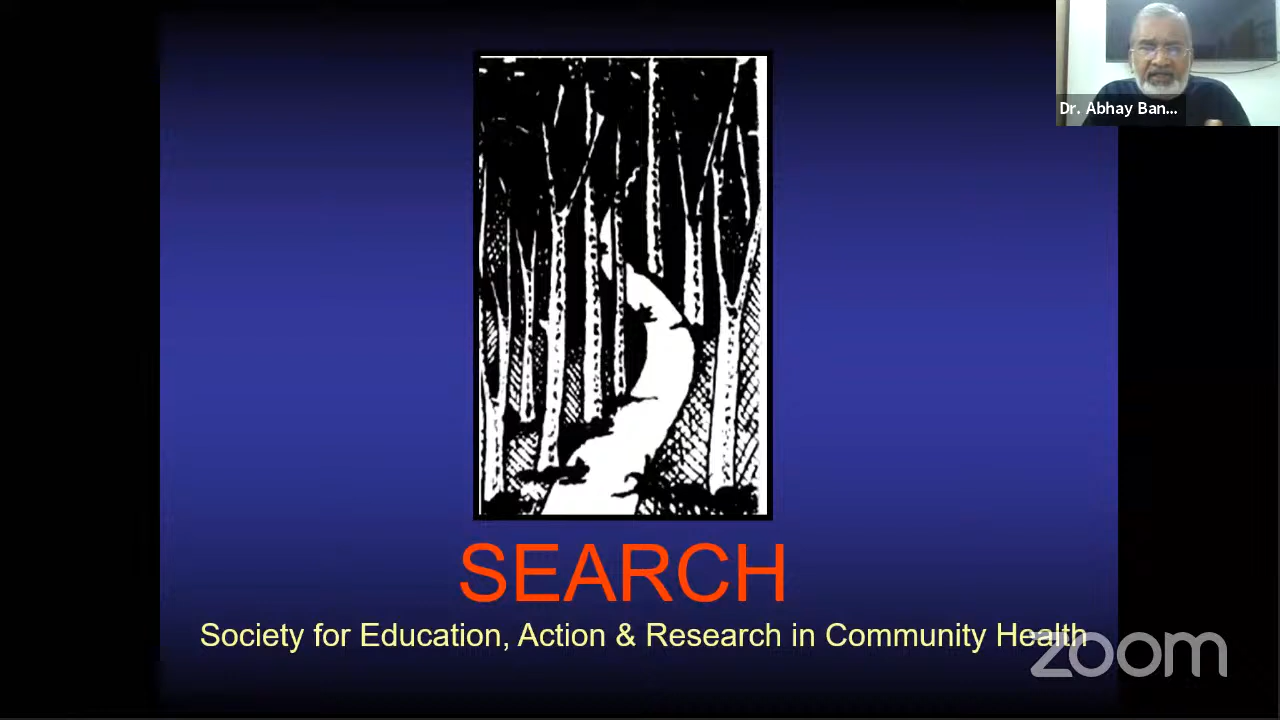 Dr. Abhay Ban...
SEARCH
Society for Education, Action & Research in Community Health
zoom